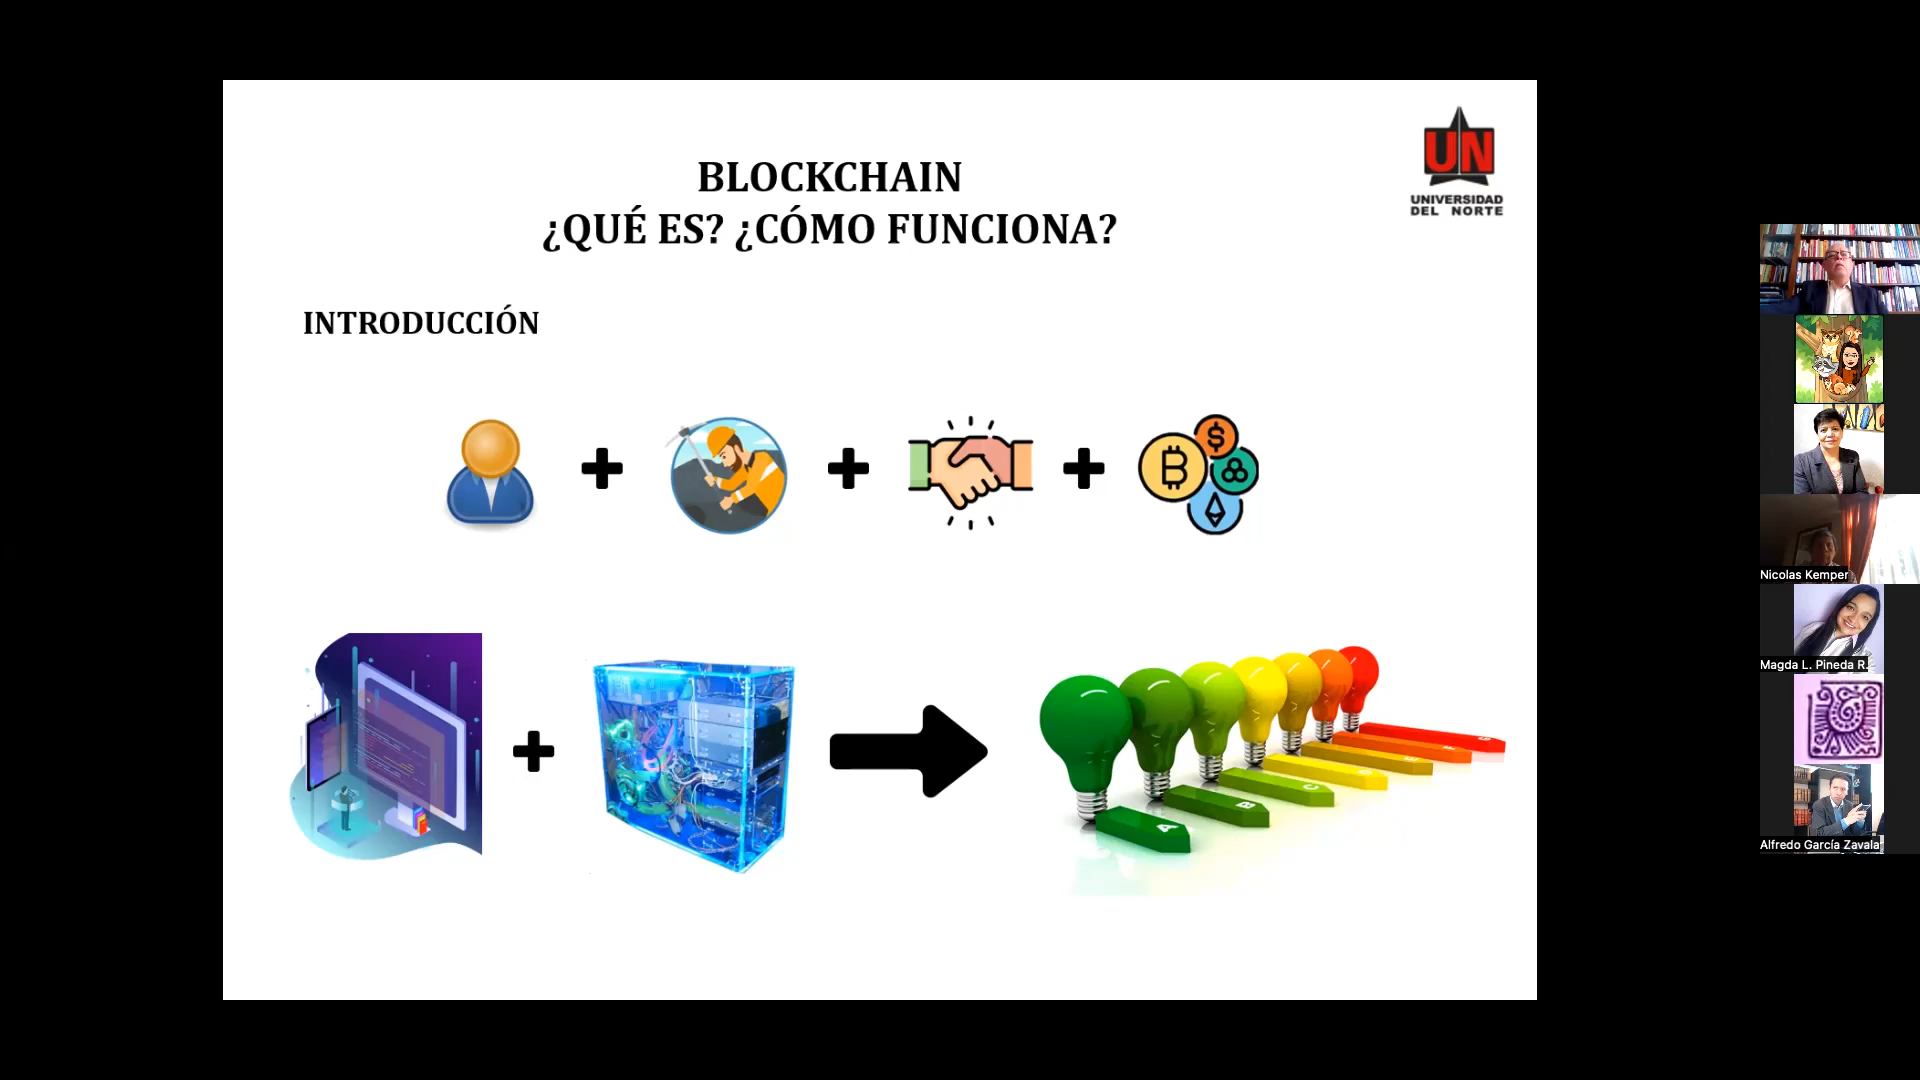 BLOCKCHAIN
¿QUÉ ES? ¿CÓMO FUNCIONA?
UN
UNIVERSIDAD
DEL NORTE
INTRODUCCIÓN
$
B
A
B
C
Nicolas Kemper
Magda L. Pineda R.
Alfredo García Zavala